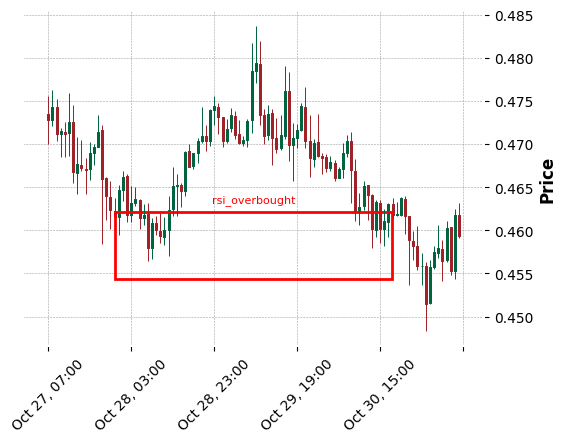 0.485
0.480
0.475
0.470
0.465
0.460
0.455
0.450
Price
rsi_overbought
Oct 27, 07:00
Oct 28, 03:00
Oct 28, 23:00
Oct 29, 19:00
Oct 30, 15:00